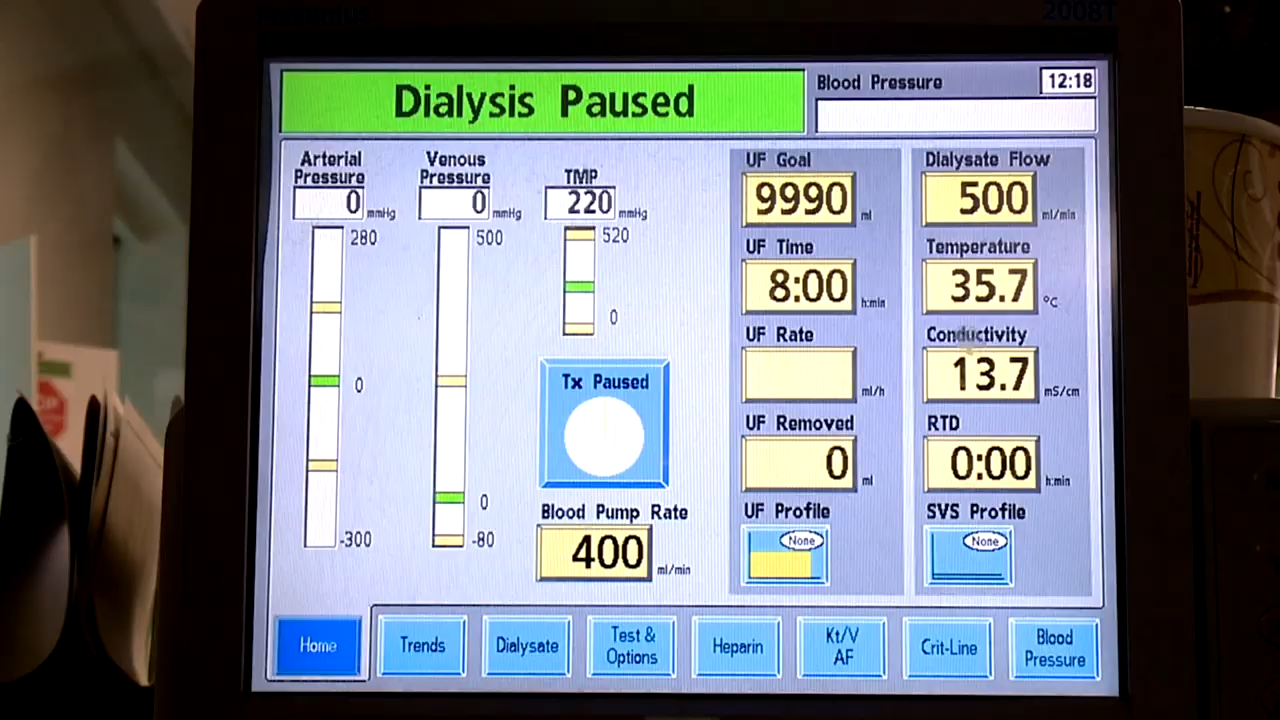 2008T
Dialysis Paused
Blood Pressure
12:18
Arterial Pressure
0 mmHg
280
0
-300
Venous Pressure
0 mmHg
500
0
-80
TMP
220 mmHg
520
0
Tx Paused
Blood Pump Rate
400 ml/min
UF Goal
9990 ml
UF Time
8:00 h:min
UF Rate
ml/h
UF Removed
0 ml
UF Profile
None
Dialysate Flow
500 ml/min
Temperature
35.7 °C
Conductivity
13.7 mS/cm
RTD
0:00 h:min
SVS Profile
None
Home
Trends
Dialysate
Test & Options
Heparin
Kt/V AF
Crit-Line
Blood Pressure